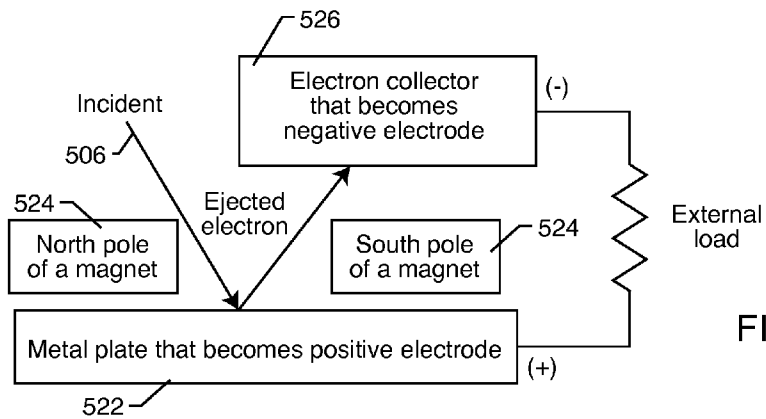 526
Electron collector
that becomes
negative electrode
(-)
Incident
506
Ejected
electron
524
North pole
of a magnet
South pole
of a magnet
524
External
load
Metal plate that becomes positive electrode
(+)
522
FI